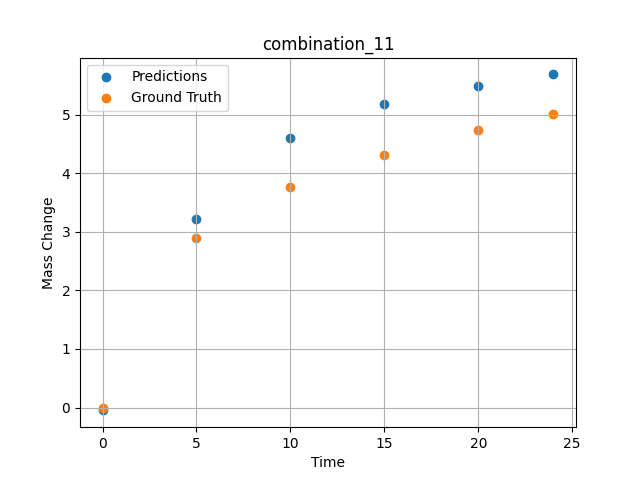 combination_11
Predictions
Ground Truth
5
4
3
2
1
0
Mass Change
0 5 10 15 20 25
Time